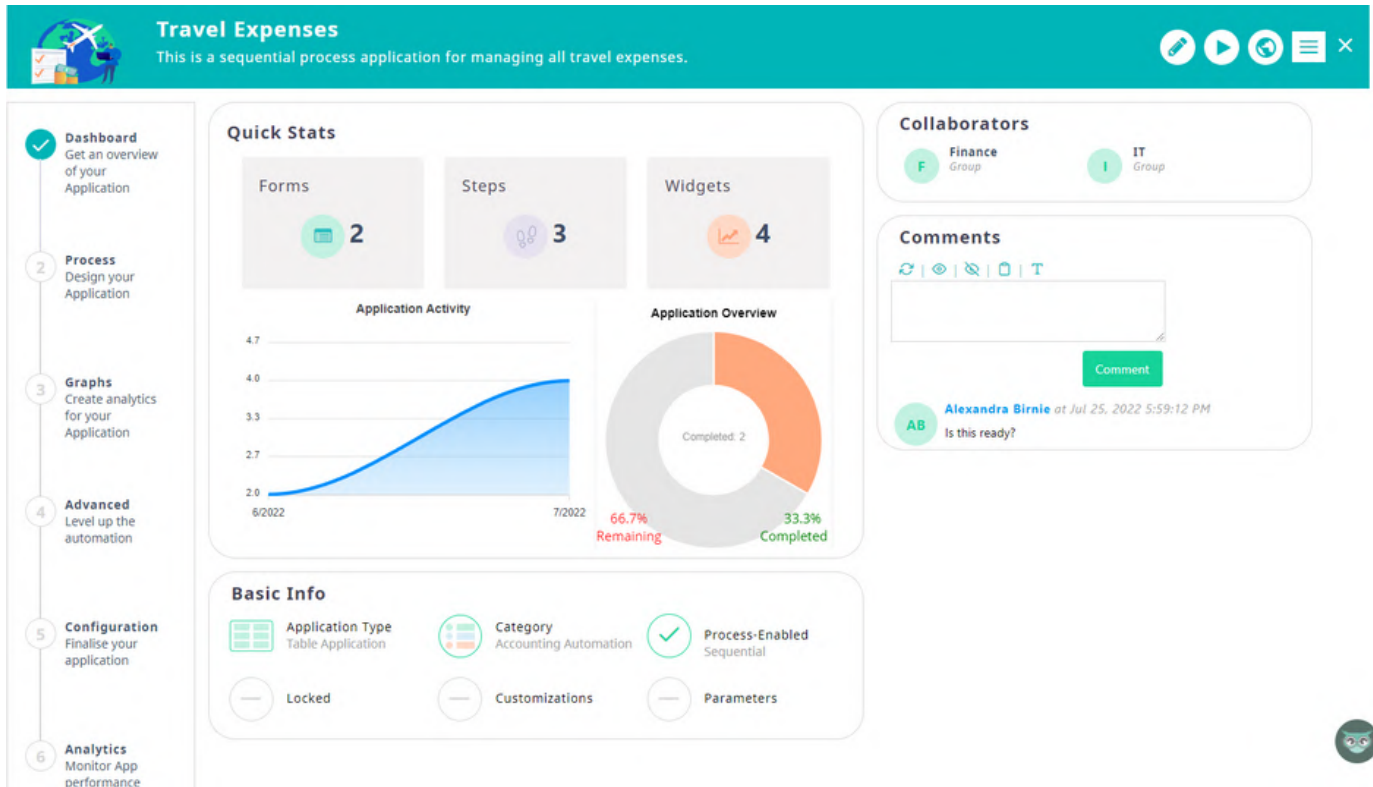 Travel Expenses
This is a sequential process application for managing all travel expenses.
Dashboard
Get an overview
of your
Application
2
Process
Design your
Application
3
Graphs
Create analytics
for your
Application
4
Advanced
Level up the
automation
5
Configuration
Finalise your
application
6
Analytics
Monitor App
performance
Quick Stats
Forms
2
Steps
3
Widgets
4
Application Activity
4.7
4.0
3.3
2.7
2.0
6/2022
7/2022
Application Overview
Completed: 2
66.7%
Remaining
33.3%
Completed
Basic Info
Application Type
Table Application
Category
Accounting Automation
Process-Enabled
Sequential
Locked
Customizations
Parameters
Collaborators
F
Finance
Group
I
IT
Group
Comments
T
Comment
AB
Alexandra Birnie at Jul 25, 2022 5:59:12 PM
Is this ready?